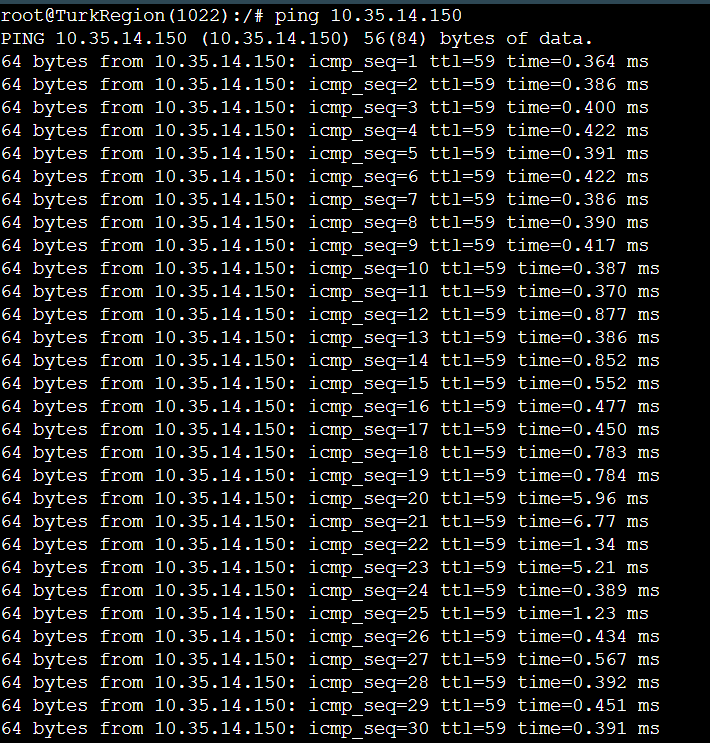 root@TurkRegion(1022):/# ping 10.35.14.150
PING 10.35.14.150 (10.35.14.150) 56(84) bytes of data.
64 bytes from 10.35.14.150: icmp_seq=1 ttl=59 time=0.364 ms
64 bytes from 10.35.14.150: icmp_seq=2 ttl=59 time=0.386 ms
64 bytes from 10.35.14.150: icmp_seq=3 ttl=59 time=0.400 ms
64 bytes from 10.35.14.150: icmp_seq=4 ttl=59 time=0.422 ms
64 bytes from 10.35.14.150: icmp_seq=5 ttl=59 time=0.391 ms
64 bytes from 10.35.14.150: icmp_seq=6 ttl=59 time=0.422 ms
64 bytes from 10.35.14.150: icmp_seq=7 ttl=59 time=0.386 ms
64 bytes from 10.35.14.150: icmp_seq=8 ttl=59 time=0.390 ms
64 bytes from 10.35.14.150: icmp_seq=9 ttl=59 time=0.417 ms
64 bytes from 10.35.14.150: icmp_seq=10 ttl=59 time=0.387 ms
64 bytes from 10.35.14.150: icmp_seq=11 ttl=59 time=0.370 ms
64 bytes from 10.35.14.150: icmp_seq=12 ttl=59 time=0.877 ms
64 bytes from 10.35.14.150: icmp_seq=13 ttl=59 time=0.386 ms
64 bytes from 10.35.14.150: icmp_seq=14 ttl=59 time=0.852 ms
64 bytes from 10.35.14.150: icmp_seq=15 ttl=59 time=0.552 ms
64 bytes from 10.35.14.150: icmp_seq=16 ttl=59 time=0.477 ms
64 bytes from 10.35.14.150: icmp_seq=17 ttl=59 time=0.450 ms
64 bytes from 10.35.14.150: icmp_seq=18 ttl=59 time=0.783 ms
64 bytes from 10.35.14.150: icmp_seq=19 ttl=59 time=0.784 ms
64 bytes from 10.35.14.150: icmp_seq=20 ttl=59 time=5.96 ms
64 bytes from 10.35.14.150: icmp_seq=21 ttl=59 time=6.77 ms
64 bytes from 10.35.14.150: icmp_seq=22 ttl=59 time=1.34 ms
64 bytes from 10.35.14.150: icmp_seq=23 ttl=59 time=5.21 ms
64 bytes from 10.35.14.150: icmp_seq=24 ttl=59 time=0.389 ms
64 bytes from 10.35.14.150: icmp_seq=25 ttl=59 time=1.23 ms
64 bytes from 10.35.14.150: icmp_seq=26 ttl=59 time=0.434 ms
64 bytes from 10.35.14.150: icmp_seq=27 ttl=59 time=0.567 ms
64 bytes from 10.35.14.150: icmp_seq=28 ttl=59 time=0.392 ms
64 bytes from 10.35.14.150: icmp_seq=29 ttl=59 time=0.451 ms
64 bytes from 10.35.14.150: icmp_seq=30 ttl=59 time=0.391 ms